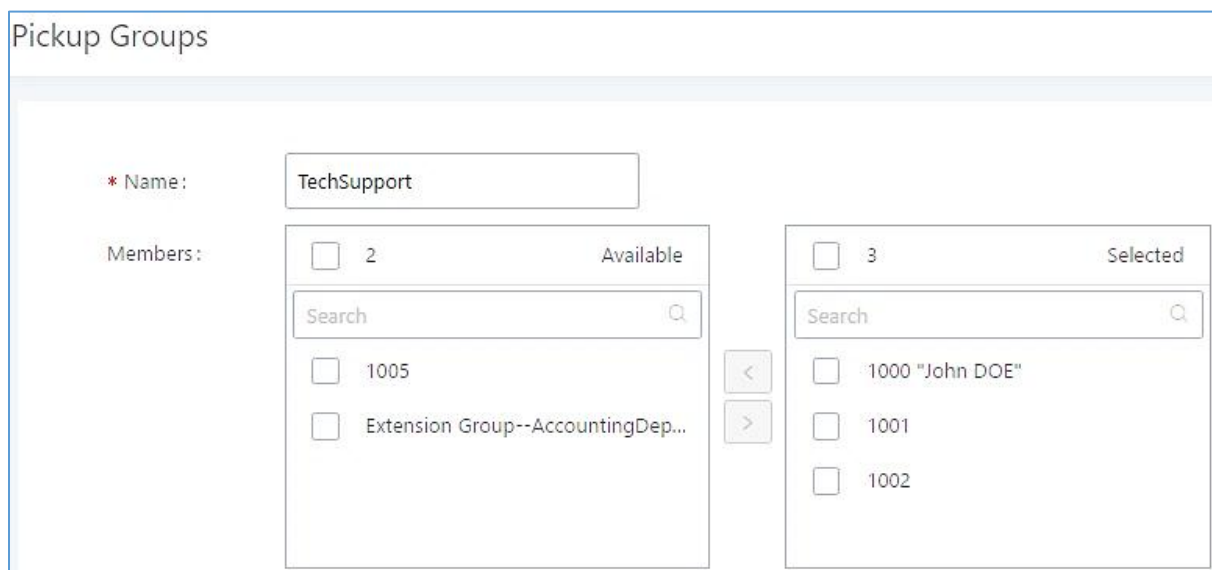 Pickup Groups
* Name: TechSupport
Members: 2 Available 3 Selected
Search Search
1005 < 1000 "John DOE"
Extension Group--AccountingDep... > 1001
1002